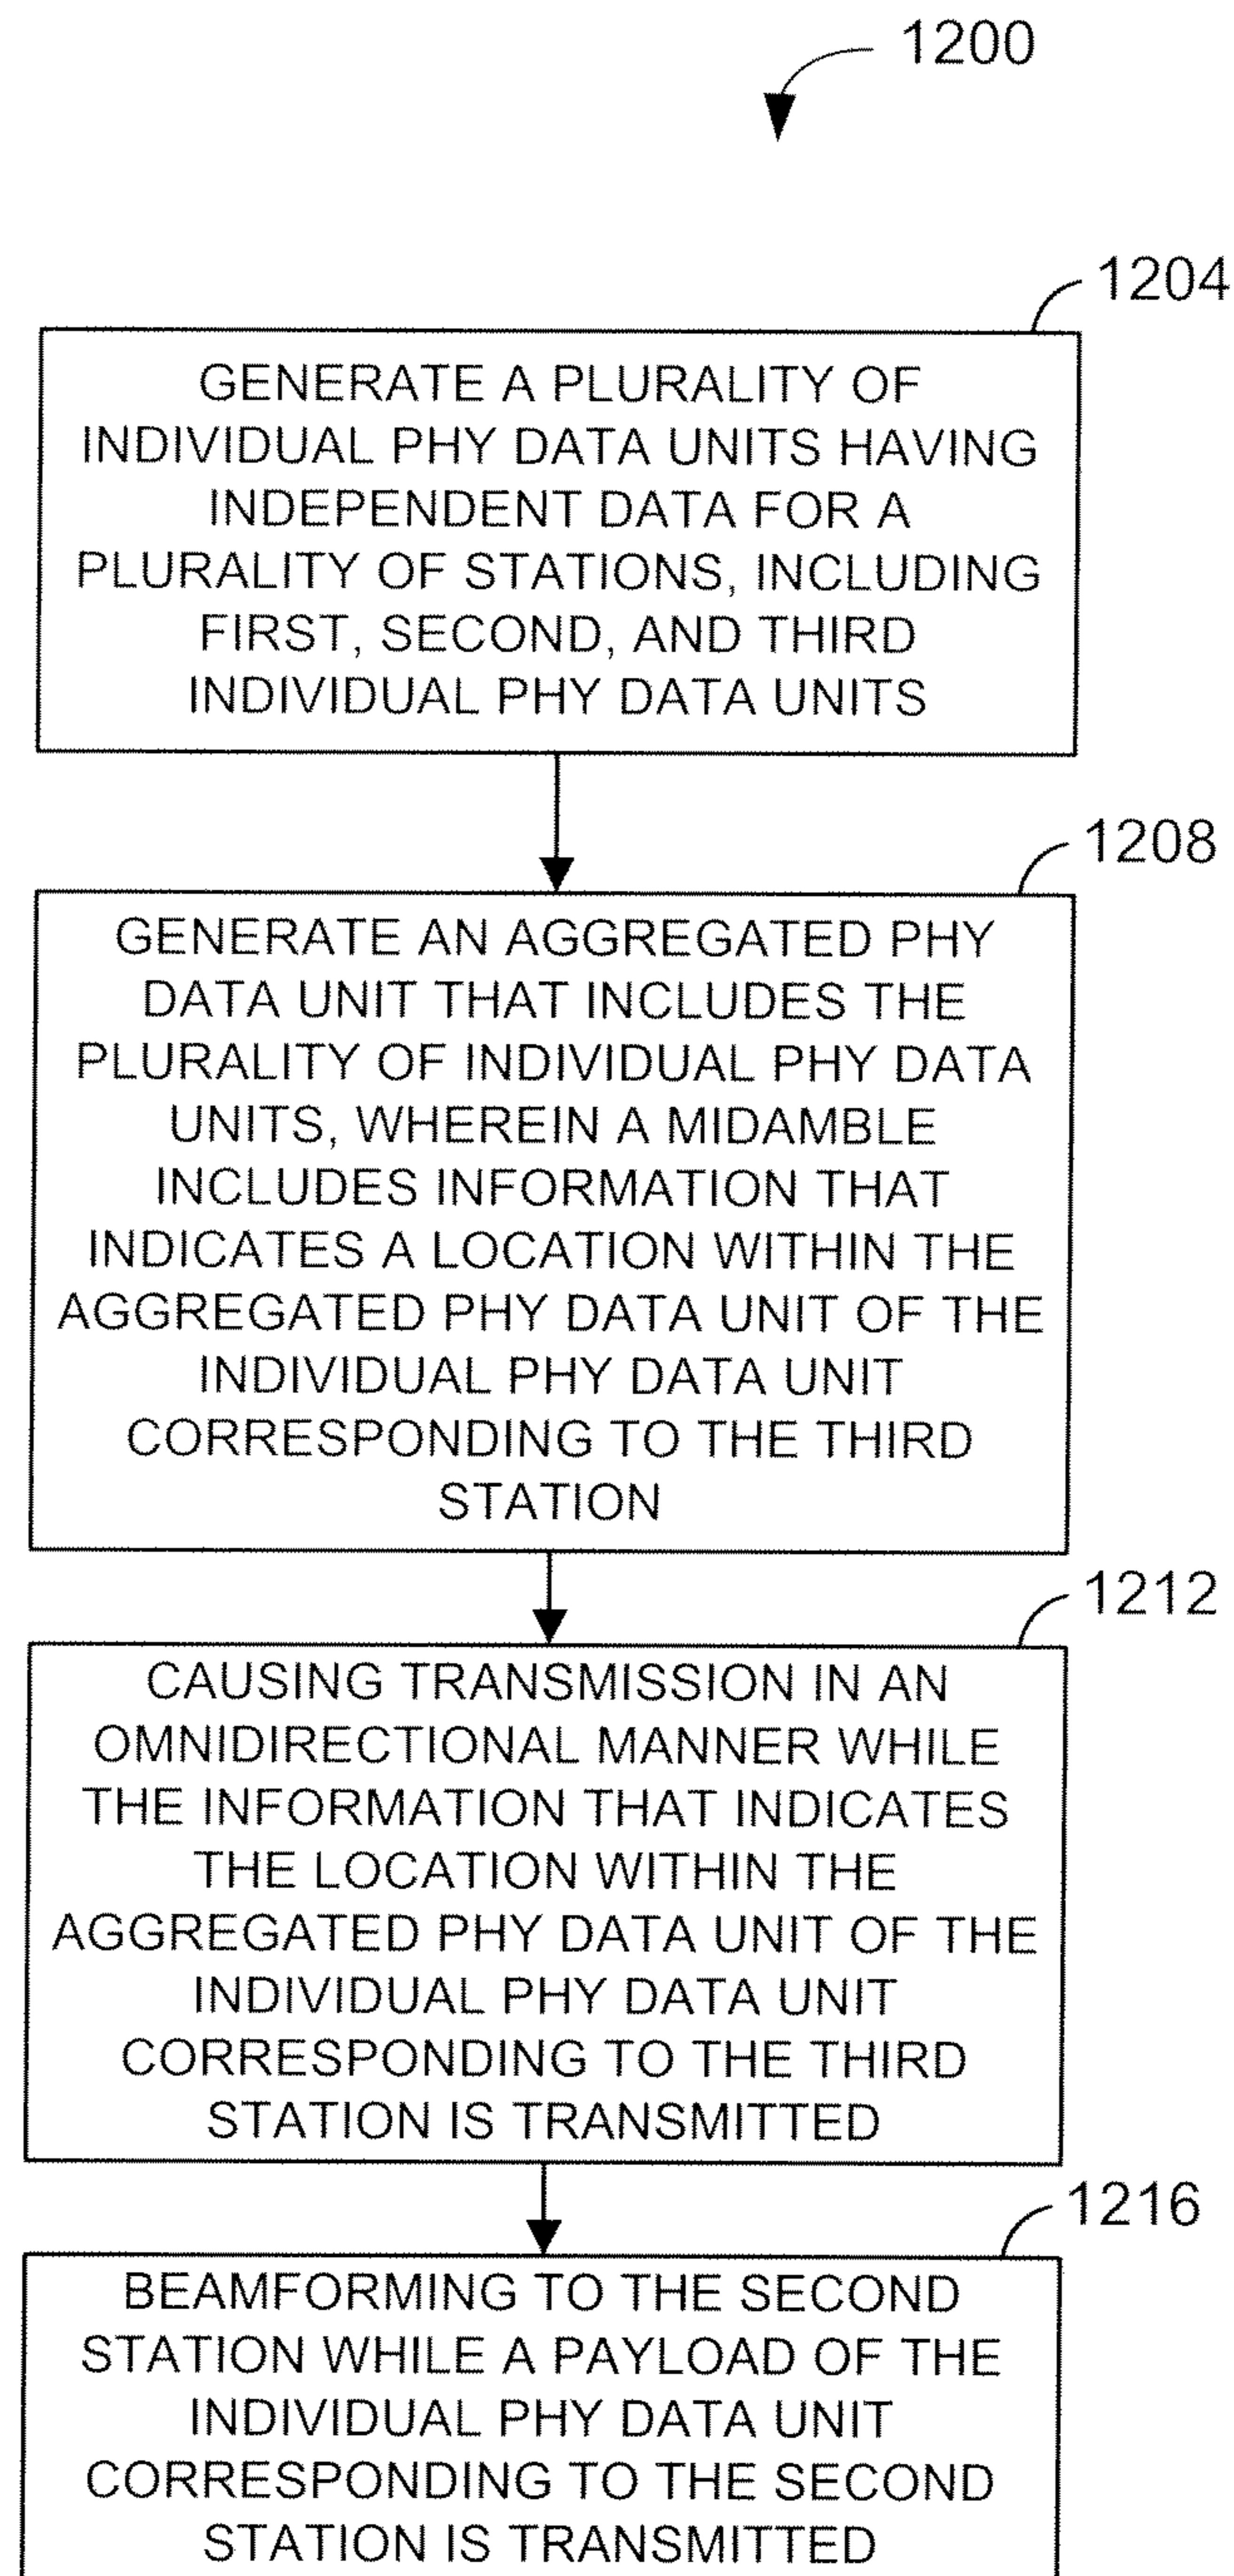 1200
1204
GENERATE A PLURALITY OF
INDIVIDUAL PHY DATA UNITS HAVING
INDEPENDENT DATA FOR A
PLURALITY OF STATIONS, INCLUDING
FIRST, SECOND, AND THIRD
INDIVIDUAL PHY DATA UNITS
1208
GENERATE AN AGGREGATED PHY
DATA UNIT THAT INCLUDES THE
PLURALITY OF INDIVIDUAL PHY DATA
UNITS, WHEREIN A MIDAMBLE
INCLUDES INFORMATION THAT
INDICATES A LOCATION WITHIN THE
AGGREGATED PHY DATA UNIT OF THE
INDIVIDUAL PHY DATA UNIT
CORRESPONDING TO THE THIRD
STATION
1212
CAUSING TRANSMISSION IN AN
OMNIDIRECTIONAL MANNER WHILE
THE INFORMATION THAT INDICATES
THE LOCATION WITHIN THE
AGGREGATED PHY DATA UNIT OF THE
INDIVIDUAL PHY DATA UNIT
CORRESPONDING TO THE THIRD
STATION IS TRANSMITTED
1216
BEAMFORMING TO THE SECOND
STATION WHILE A PAYLOAD OF THE
INDIVIDUAL PHY DATA UNIT
CORRESPONDING TO THE SECOND
STATION IS TRANSMITTED